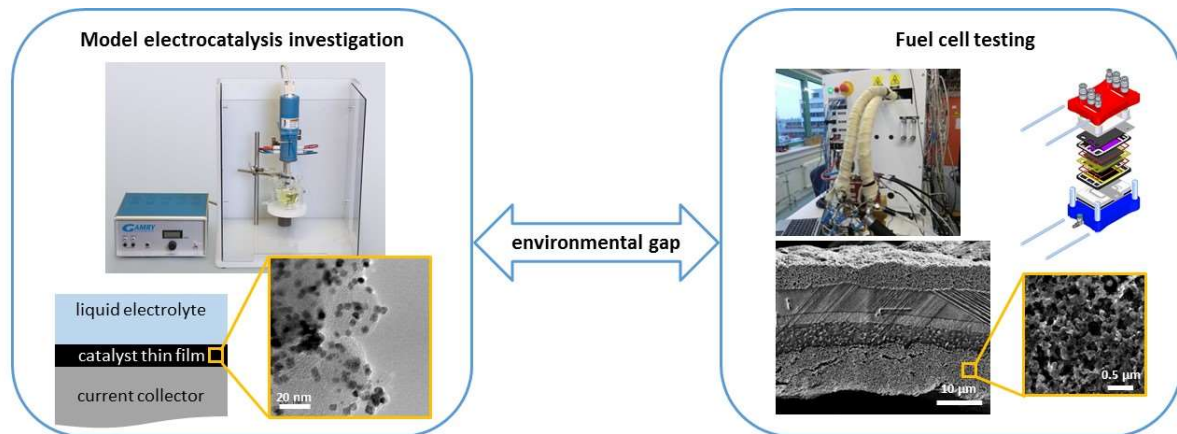 Model electrocatalysis investigation
GAMRY
liquid electrolyte
catalyst thin film
current collector
20 nm
environmental gap
Fuel cell testing
10 µm
0.5 µm